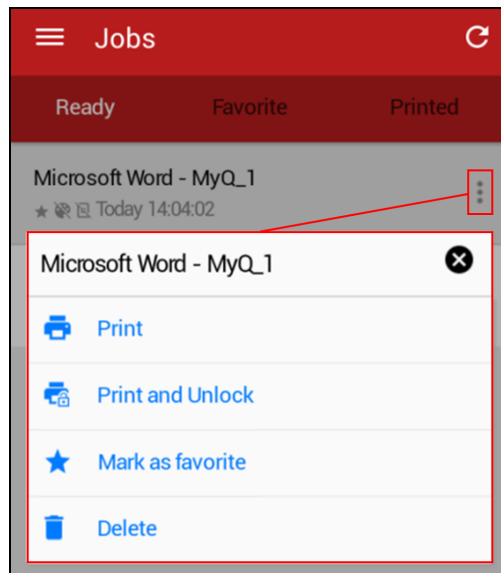 Jobs
Ready Favorite Printed
Microsoft Word - MyQ_1
Today 14:04:02
Microsoft Word - MyQ_1
Print
Print and Unlock
Mark as favorite
Delete